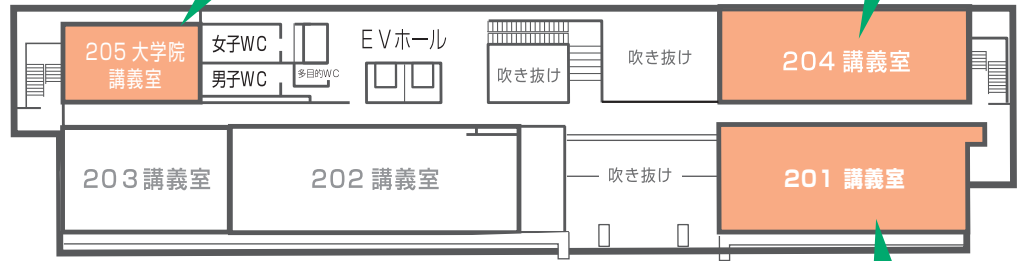 205 大学院
講義室
女子WC
男子WC
多目的WC
EVホール
吹き抜け
吹き抜け
204 講義室
203 講義室
202 講義室
吹き抜け
201 講義室